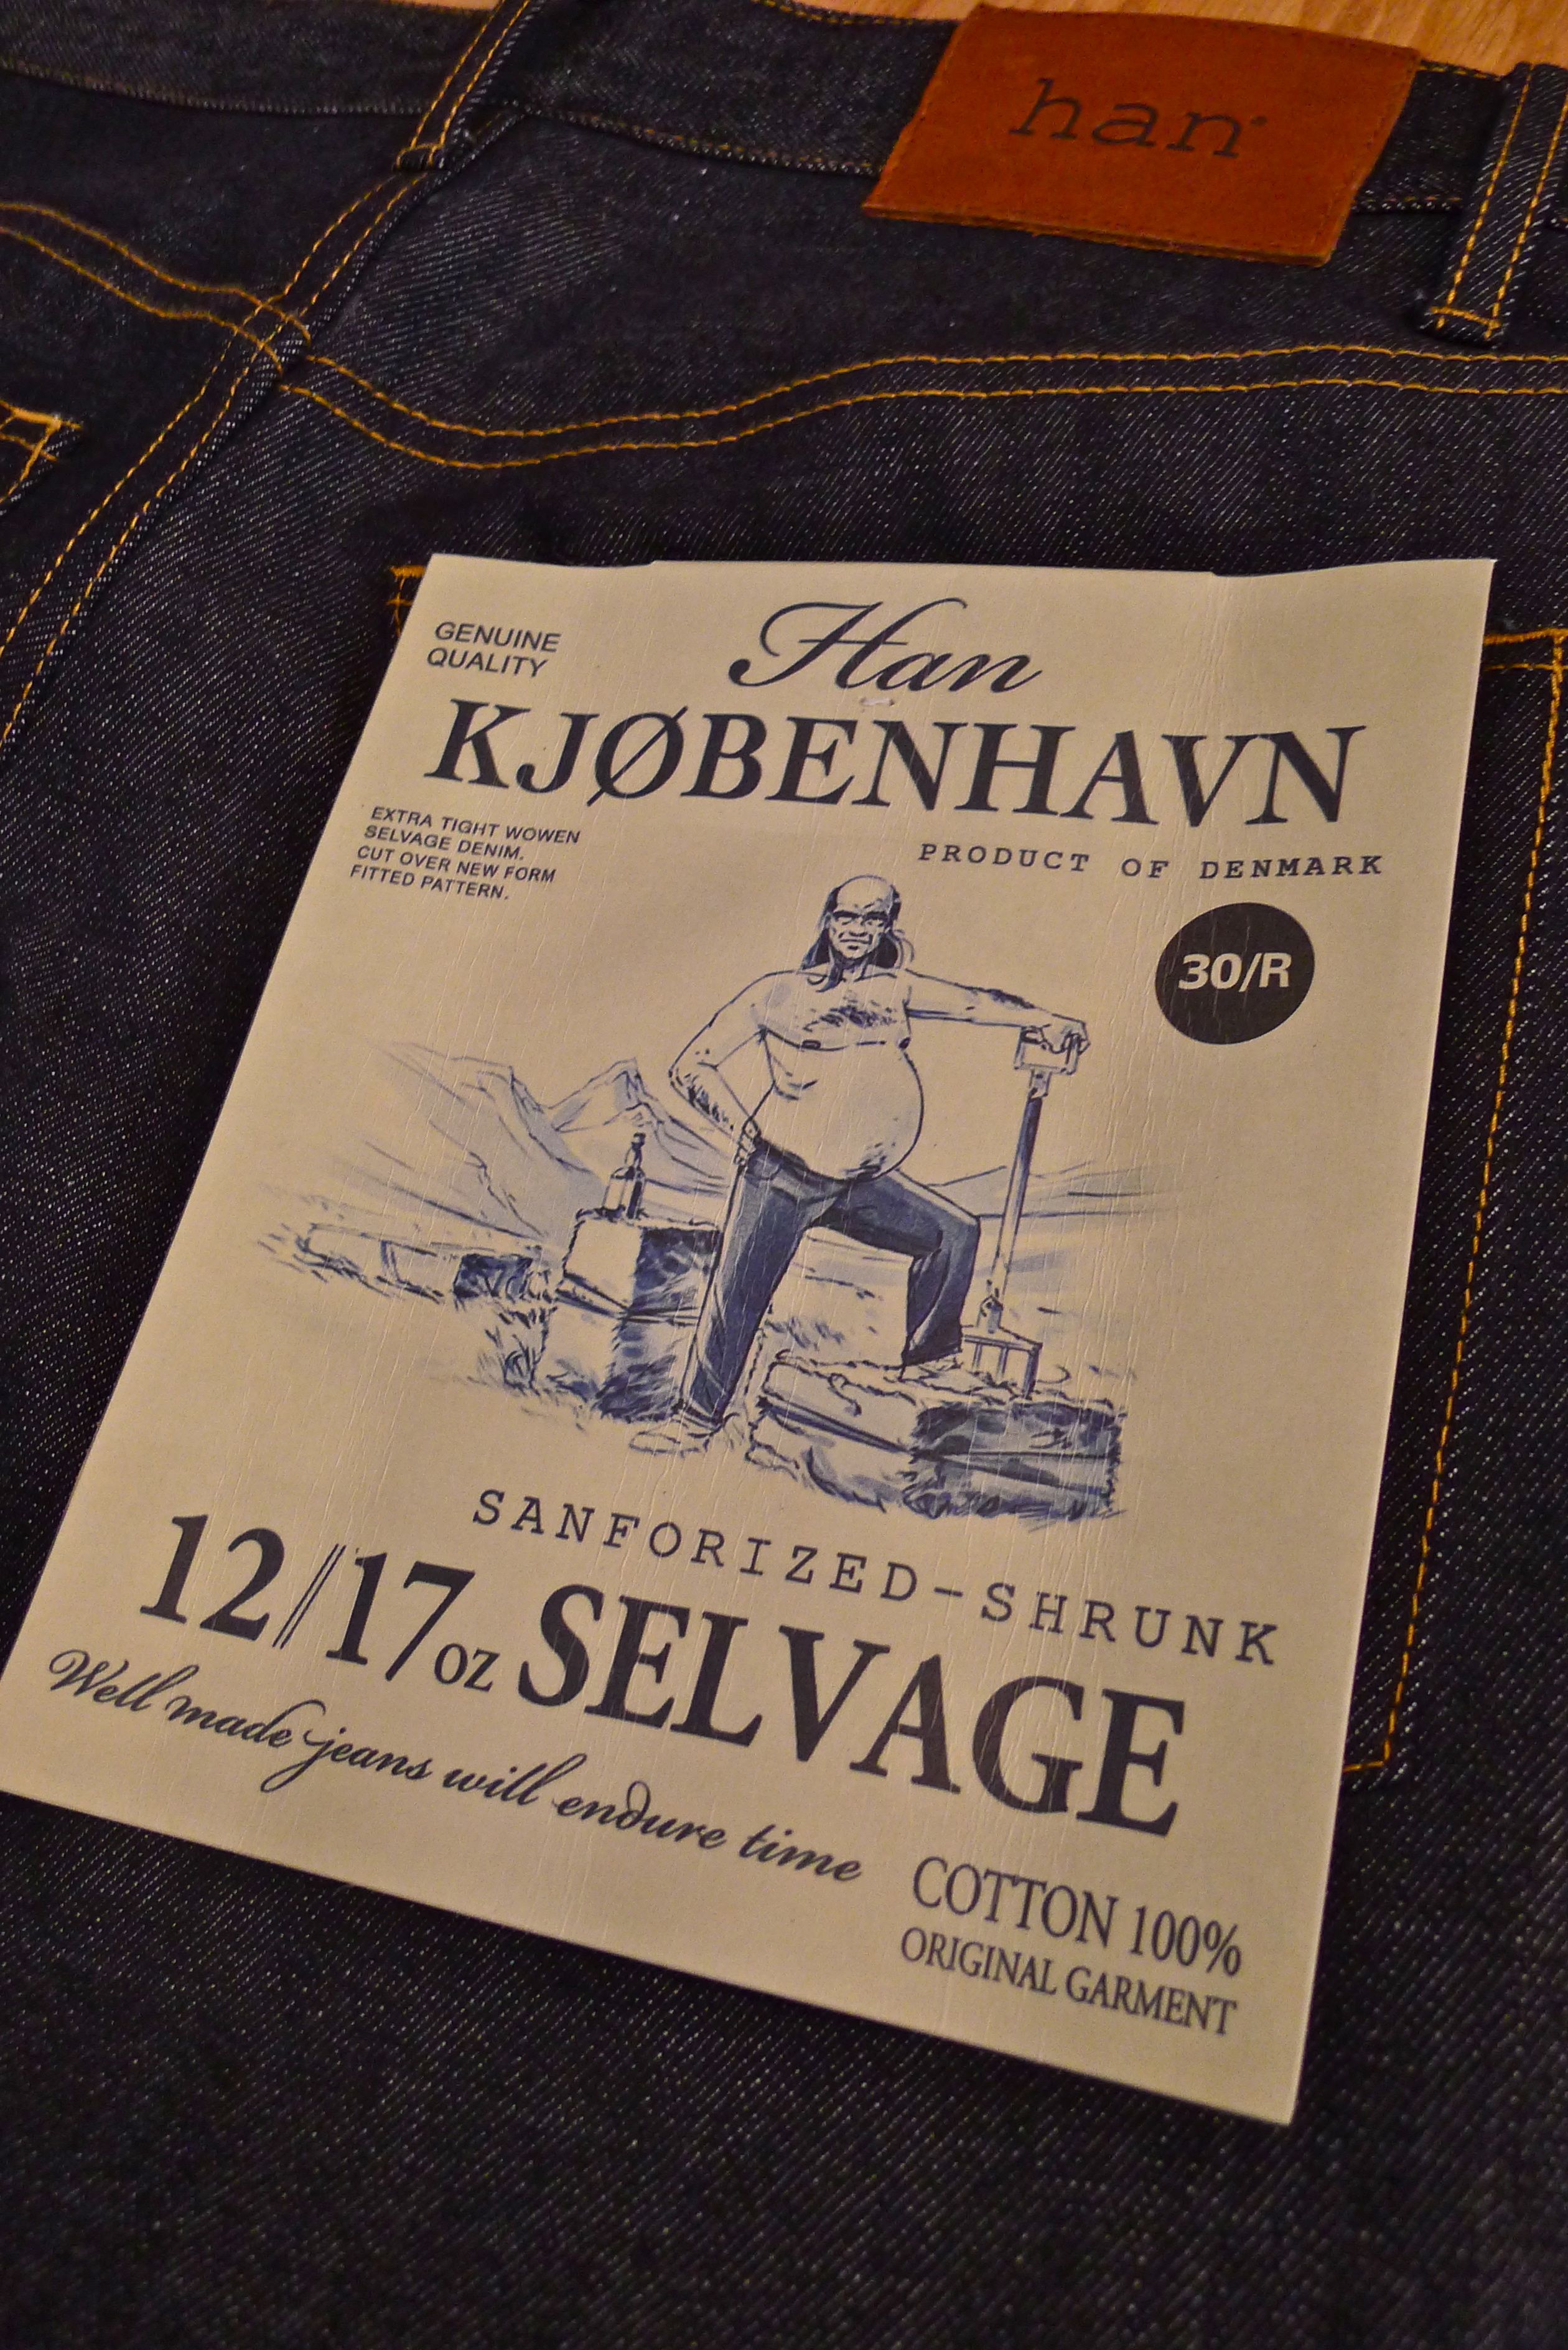 han
GENUINE
QUALITY
Han
KJØBENHAVN
EXTRA TIGHT WOWEN
SELVAGE DENIM.
CUT OVER NEW FORM
FITTED PATTERN.
PRODUCT OF DENMARK
30/R
SANFORIZED-SHRUNK
12//17oz SELVAGE
Well made jeans will endure time
COTTON 100%
ORIGINAL GARMENT